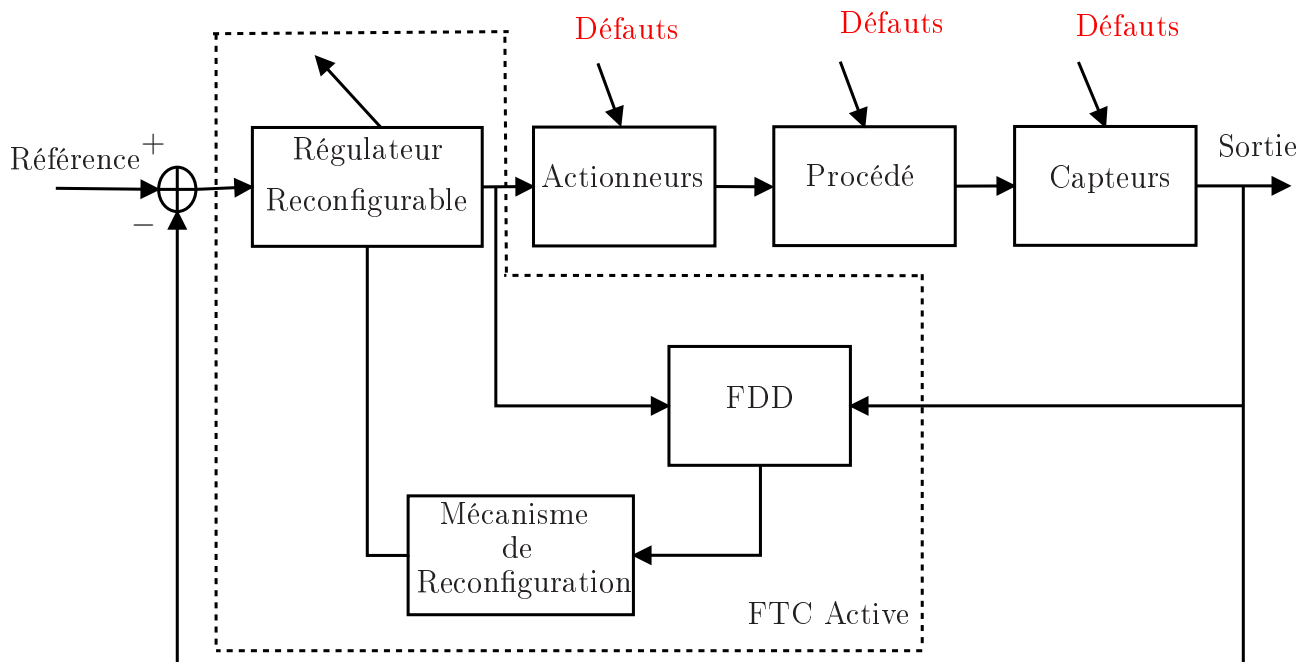 Défauts
Défauts
Défauts
Référence
+
−
Régulateur
Reconfigurable
Actionneurs
Procédé
Capteurs
Sortie
FDD
Mécanisme
de
Reconfiguration
FTC Active